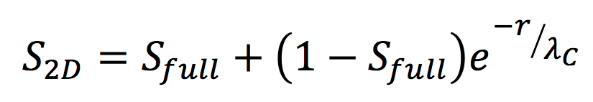 S_{2D} = S_{full} + (1 − S_{full})e^{−r/λ_C}